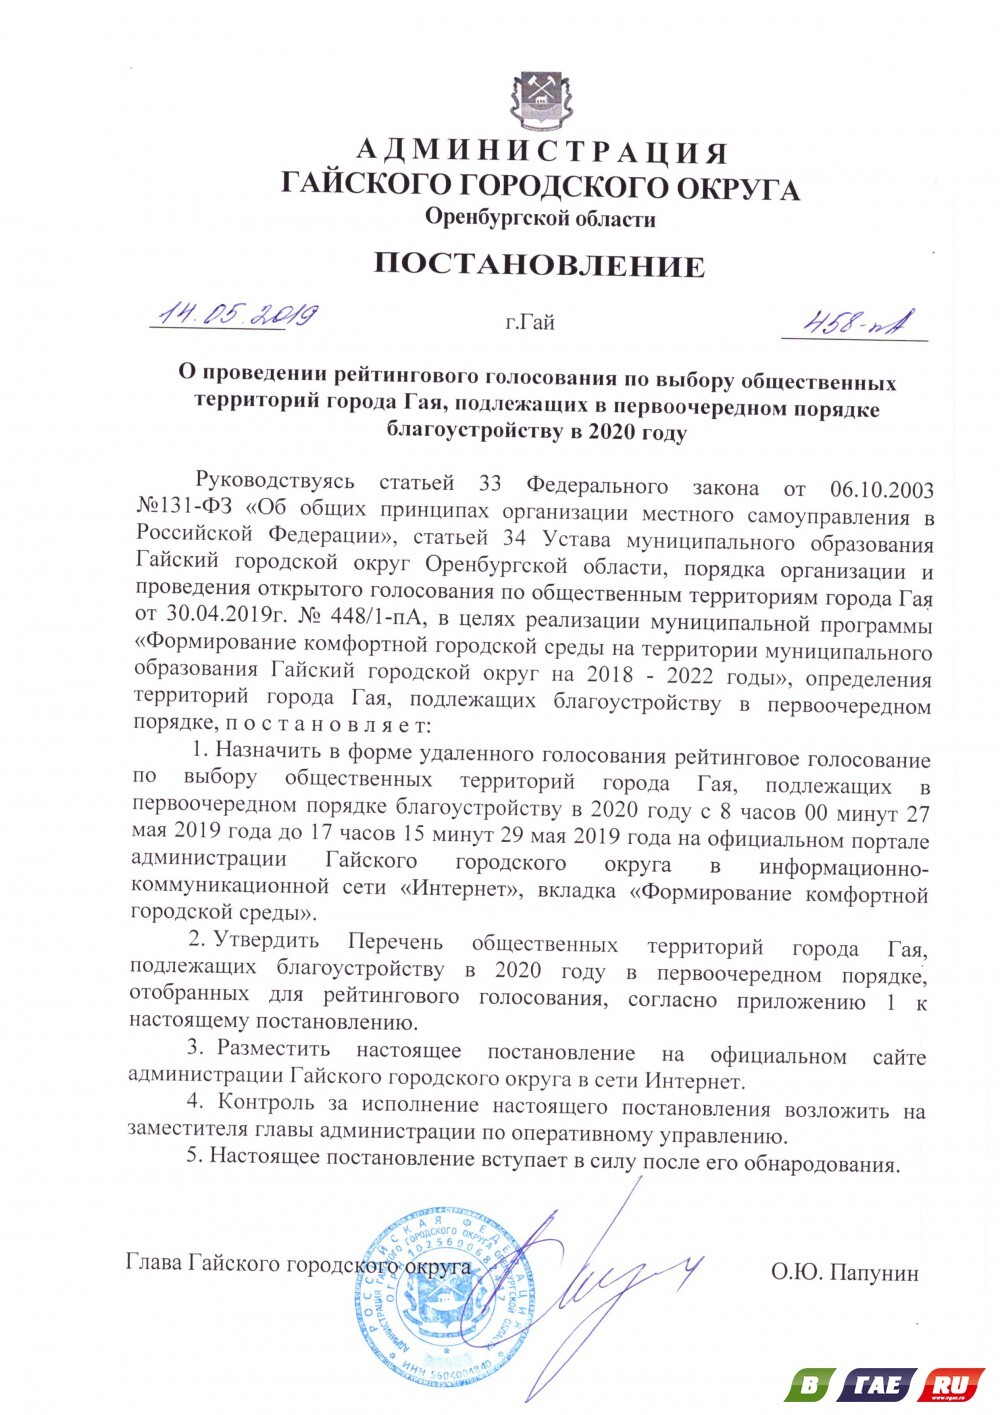 АДМИНИСТРАЦИЯ
ГАЙСКОГО ГОРОДСКОГО ОКРУГА
Оренбургской области
ПОСТАНОВЛЕНИЕ
14.05.2019 г.Гай 458-пА
О проведении рейтингового голосования по выбору общественных
территорий города Гая, подлежащих в первоочередном порядке
благоустройству в 2020 году
Руководствуясь статьей 33 Федерального закона от 06.10.2003
№131-ФЗ «Об общих принципах организации местного самоуправления в
Российской Федерации», статьей 34 Устава муниципального образования
Гайский городской округ Оренбургской области, порядка организации и
проведения открытого голосования по общественным территориям города Гая
от 30.04.2019г. № 448/1-пА, в целях реализации муниципальной программы
«Формирование комфортной городской среды на территории муниципального
образования Гайский городской округ на 2018 - 2022 годы», определения
территорий города Гая, подлежащих благоустройству в первоочередном
порядке, п о с т а н о в л я е т:
1. Назначить в форме удаленного голосования рейтинговое голосование
по выбору общественных территорий города Гая, подлежащих в
первоочередном порядке благоустройству в 2020 году с 8 часов 00 минут 27
мая 2019 года до 17 часов 15 минут 29 мая 2019 года на официальном портале
администрации Гайского городского округа в информационно-
коммуникационной сети «Интернет», вкладка «Формирование комфортной
городской среды».
2. Утвердить Перечень общественных территорий города Гая,
подлежащих благоустройству в 2020 году в первоочередном порядке,
отобранных для рейтингового голосования, согласно приложению 1 к
настоящему постановлению.
3. Разместить настоящее постановление на официальном сайте
администрации Гайского городского округа в сети Интернет.
4. Контроль за исполнение настоящего постановления возложить на
заместителя главы администрации по оперативному управлению.
5. Настоящее постановление вступает в силу после его обнародования.
Глава Гайского городского округа О.Ю. Папунин
РОССИЙСКАЯ ФЕДЕРАЦИЯ
АДМИНИСТРАЦИЯ ГАЙСКОГО ГОРОДСКОГО ОКРУГА ОРЕНБУРГСКОЙ ОБЛАСТИ
ОГРН
ИНН
В ГАЕ RU
www.vgae.ru